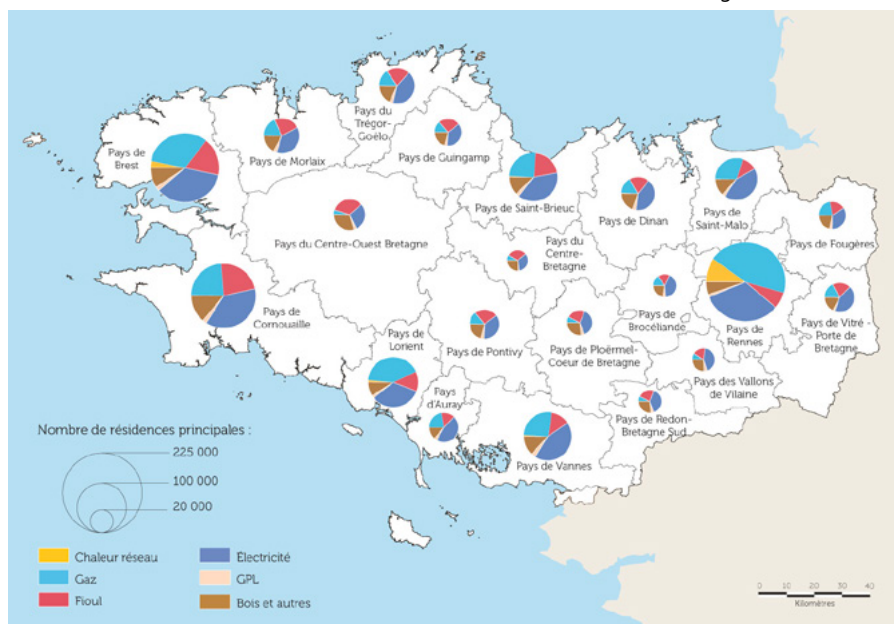 Pays du
Trégor-
Goëlo
Pays de
Brest
Pays de Morlaix
Pays de Guingamp
Pays de Saint-Brieuc
Pays de Dinan
Pays de
Saint-Malo
Pays de Fougères
Pays du Centre-Ouest Bretagne
Pays du
Centre-
Bretagne
Pays de
Cornouaille
Pays de
Brocéliande
Pays de
Rennes
Pays de Vitré -
Porte de
Bretagne
Pays de
Lorient
Pays de Pontivy
Pays de Ploërmel-
Coeur de Bretagne
Pays des Vallons
de Vilaine
Pays
d'Auray
Pays de Redon-
Bretagne Sud
Pays de Vannes
Nombre de résidences principales :
225 000
100 000
20 000
Chaleur réseau
Gaz
Fioul
Électricité
GPL
Bois et autres
0 10 20 30 40
Kilomètres